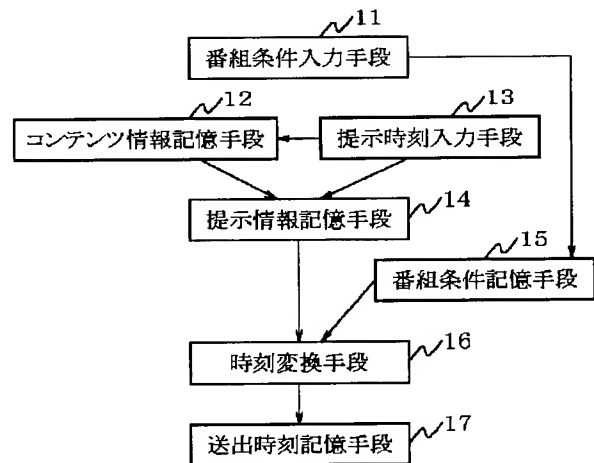 11
番組条件入力手段
12
13
コンテンツ情報記憶手段
提示時刻入力手段
14
提示情報記憶手段
15
番組条件記憶手段
16
時刻変換手段
17
送出時刻記憶手段